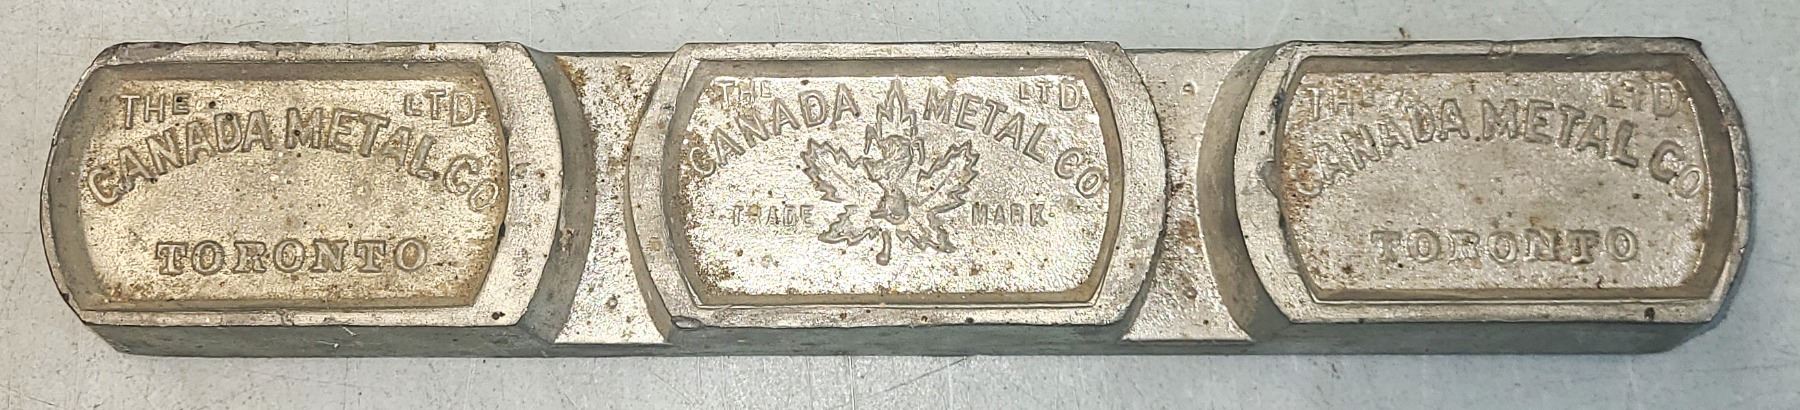 THE LTD
CANADA METAL CO
TORONTO
THE LTD
CANADA METAL CO
TRADE MARK
THE LTD
CANADA METAL CO
TORONTO